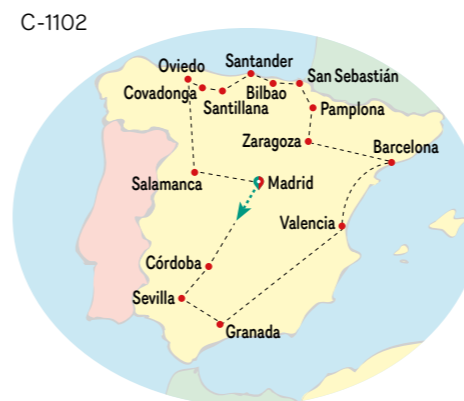 C-1102
Oviedo
Santander
San Sebastián
Covadonga
Bilbao
Santillana
Pamplona
Zaragoza
Barcelona
Salamanca
Madrid
Valencia
Córdoba
Sevilla
Granada